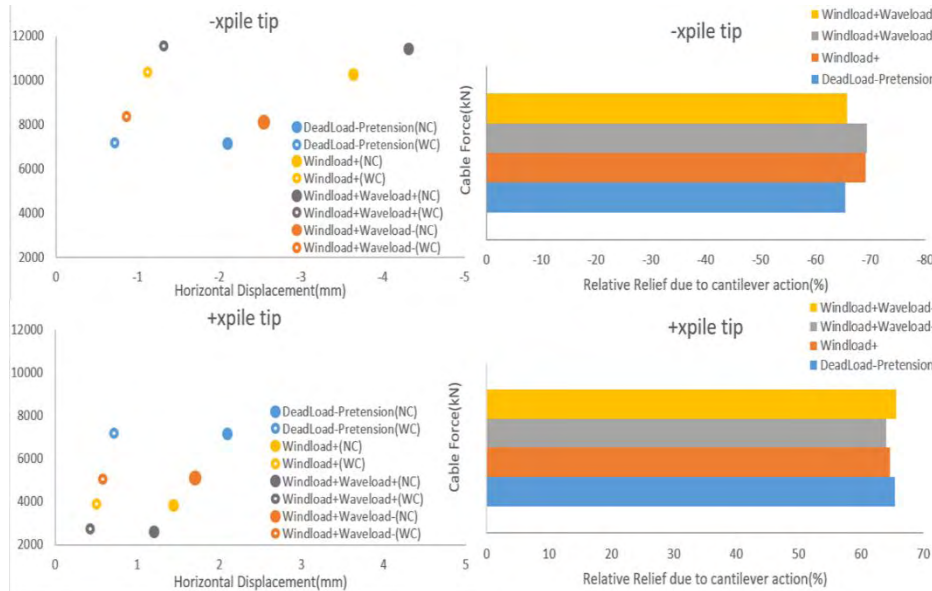 -xpile tip
12000
10000
8000
6000
4000
2000
0 -1 -2 -3 -4 -5
Horizontal Displacement(mm)
DeadLoad-Pretension(NC)
DeadLoad-Pretension(WC)
Windload+(NC)
Windload+(WC)
Windload+Waveload+(NC)
Windload+Waveload+(WC)
Windload+Waveload-(NC)
Windload+Waveload-(WC)
-xpile tip
Windload+Waveload
Windload+Waveload
Windload+
DeadLoad-Pretension
Cable Force(kN)
0 -10 -20 -30 -40 -50 -60 -70 -80
Relative Relief due to cantilever action(%)
+xpile tip
12000
10000
8000
6000
4000
2000
0 1 2 3 4 5
Horizontal Displacement(mm)
DeadLoad-Pretension(NC)
DeadLoad-Pretension(WC)
Windload+(NC)
Windload+(WC)
Windload+Waveload+(NC)
Windload+Waveload+(WC)
Windload+Waveload-(NC)
Windload+Waveload-(WC)
+xpile tip
Windload+Waveload-
Windload+Waveload-
Windload+
DeadLoad-Pretension
Cable Force(kN)
0 10 20 30 40 50 60 70
Relative Relief due to cantilever action(%)